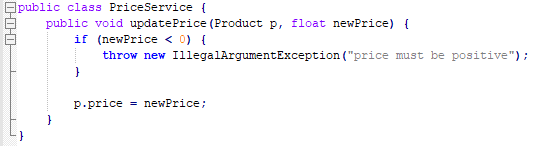 public class PriceService {
    public void updatePrice(Product p, float newPrice) {
        if (newPrice < 0) {
            throw new IllegalArgumentException("price must be positive");
        }

        p.price = newPrice;
    }
}